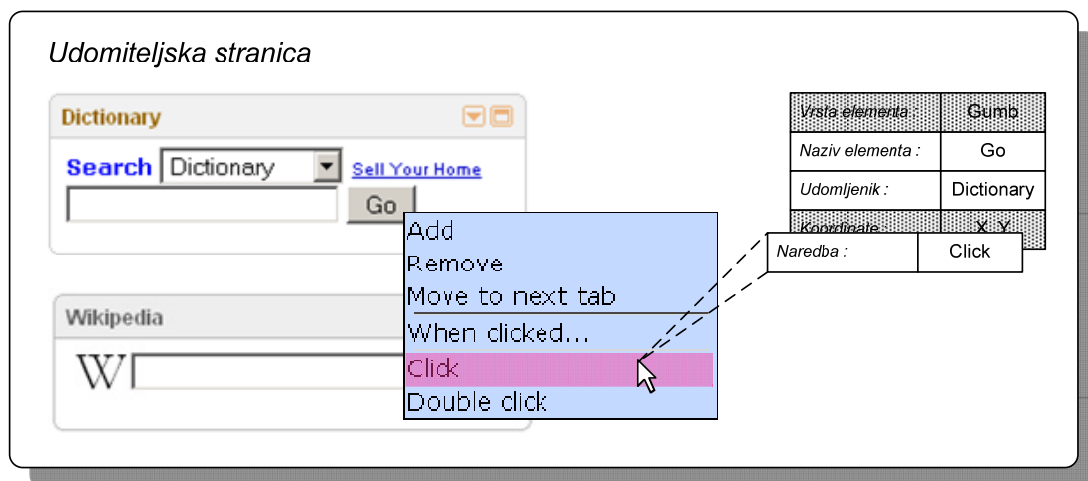 Udomiteljska stranica
Dictionary
Search Dictionary Sell Your Home
Go
Add
Remove
Move to next tab
When clicked...
Click
Double click
Wikipedia
W
Vrsta elementa : Gumb
Naziv elementa : Go
Udomljenik : Dictionary
Koordinate X, Y
Naredba : Click